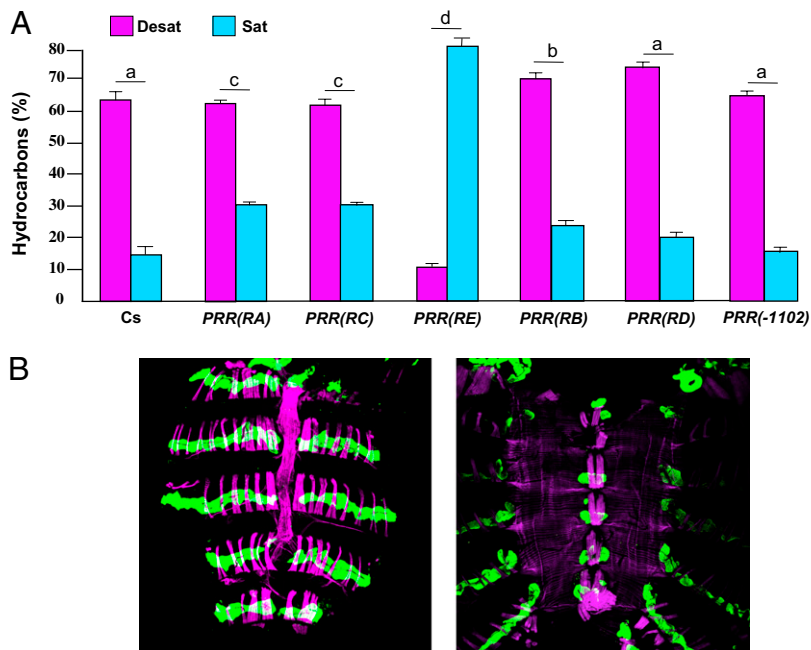 A
Desat Sat
Hydrocarbons (%)
80
70
60
50
40
30
20
10
0
a c c d b a a
Cs PRR(RA) PRR(RC) PRR(RE) PRR(RB) PRR(RD) PRR(-1102)
B